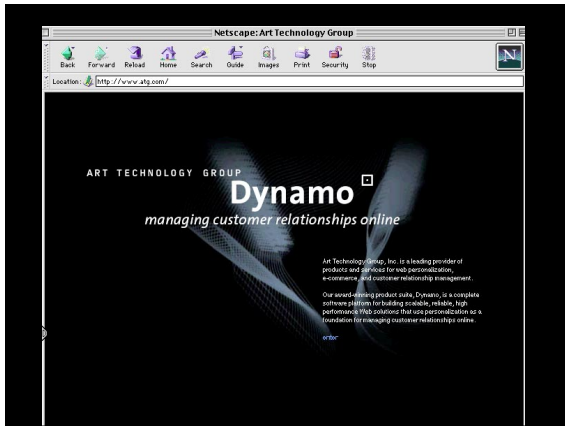 Netscape: Art Technology Group
Back Forward Reload Home Search Guide Images Print Security Stop
N
Location: http://www.atg.com/
ART TECHNOLOGY GROUP
Dynamo
managing customer relationships online
Art Technology Group, Inc. is a leading provider of
products and services for web personalization,
e-commerce, and customer relationship management.
Our award-winning product suite, Dynamo, is a complete
software platform for building scalable, reliable, high
performance Web solutions that use personalization as a
foundation for managing customer relationships online.
enter